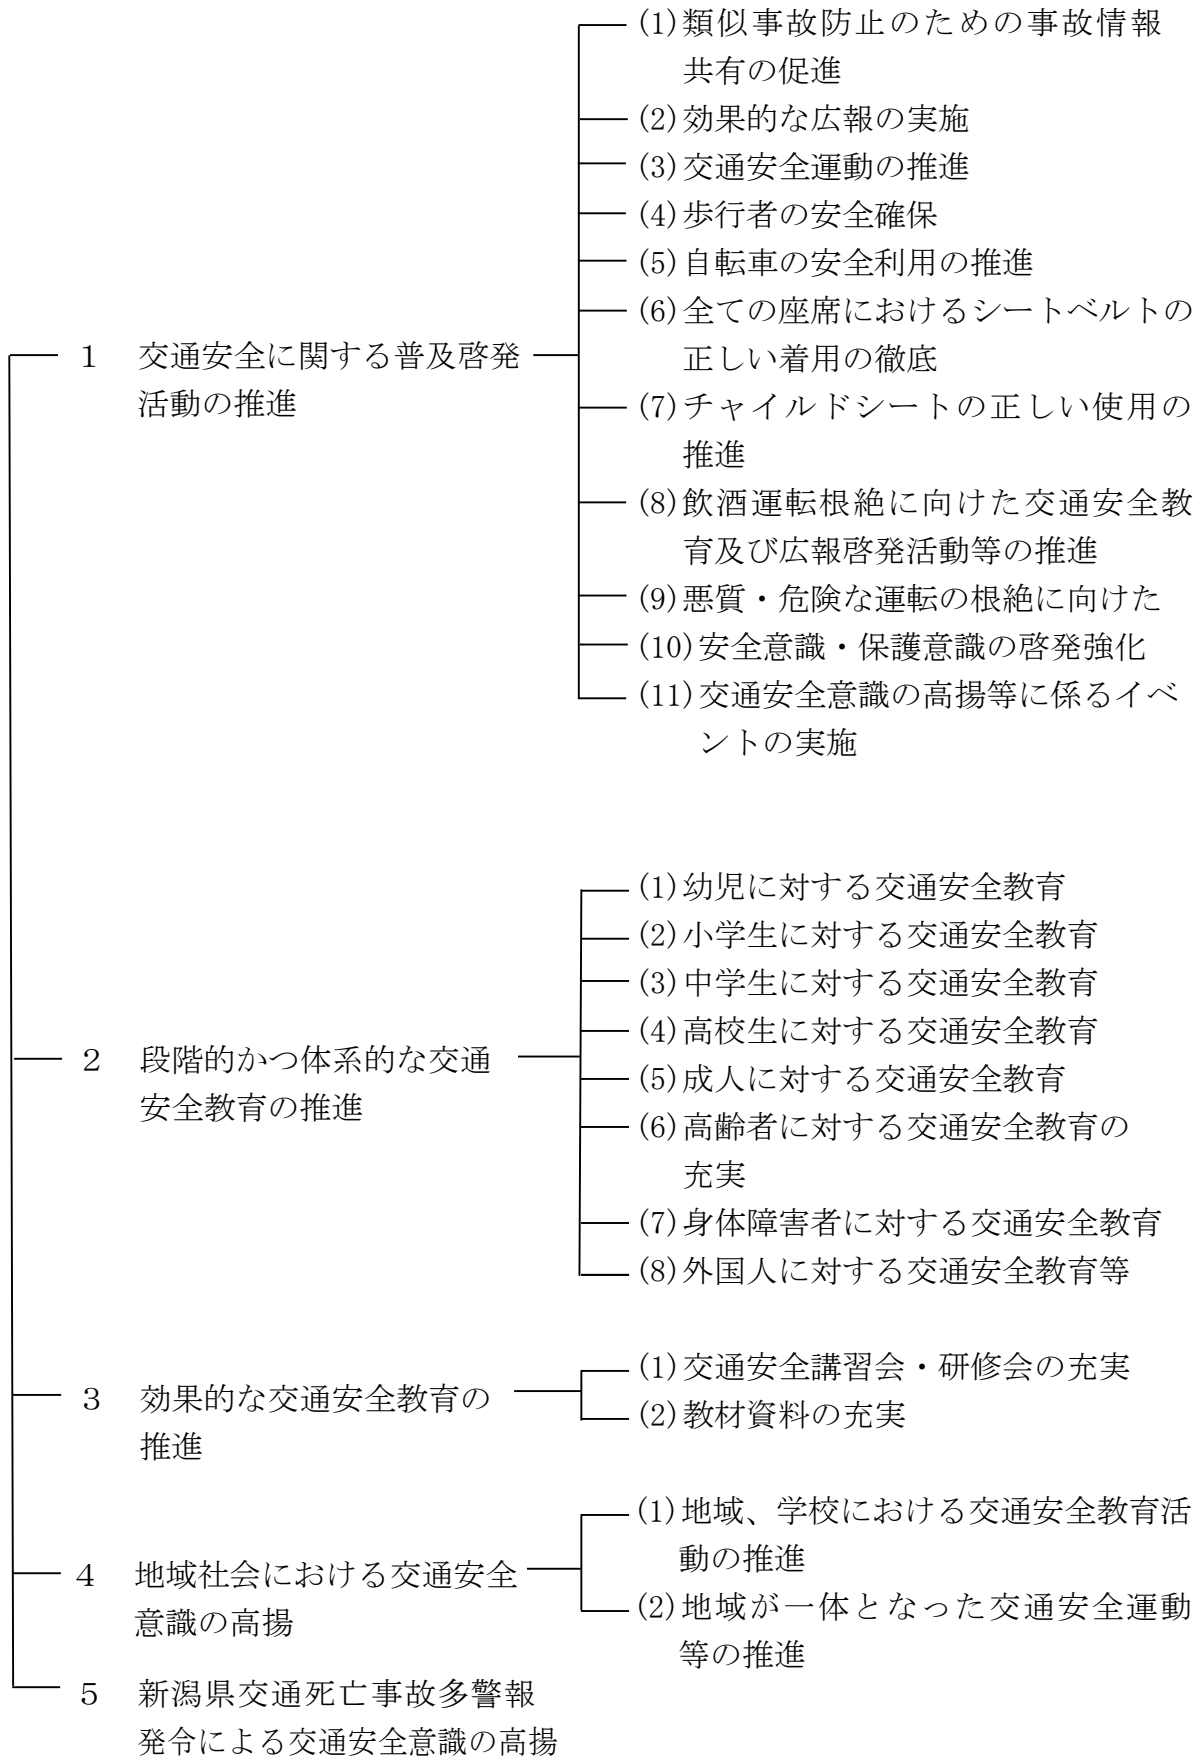 1 交通安全に関する普及啓発
活動の推進
(1)類似事故防止のための事故情報
共有の促進
(2)効果的な広報の実施
(3)交通安全運動の推進
(4)歩行者の安全確保
(5)自転車の安全利用の推進
(6)全ての座席におけるシートベルトの
正しい着用の徹底
(7)チャイルドシートの正しい使用の
推進
(8)飲酒運転根絶に向けた交通安全教
育及び広報啓発活動等の推進
(9)悪質・危険な運転の根絶に向けた
(10)安全意識・保護意識の啓発強化
(11)交通安全意識の高揚等に係るイベ
ントの実施
2 段階的かつ体系的な交通
安全教育の推進
(1)幼児に対する交通安全教育
(2)小学生に対する交通安全教育
(3)中学生に対する交通安全教育
(4)高校生に対する交通安全教育
(5)成人に対する交通安全教育
(6)高齢者に対する交通安全教育の
充実
(7)身体障害者に対する交通安全教育
(8)外国人に対する交通安全教育等
3 効果的な交通安全教育の
推進
(1)交通安全講習会・研修会の充実
(2)教材資料の充実
4 地域社会における交通安全
意識の高揚
(1)地域、学校における交通安全教育活
動の推進
(2)地域が一体となった交通安全運動
等の推進
5 新潟県交通死亡事故多警報
発令による交通安全意識の高揚